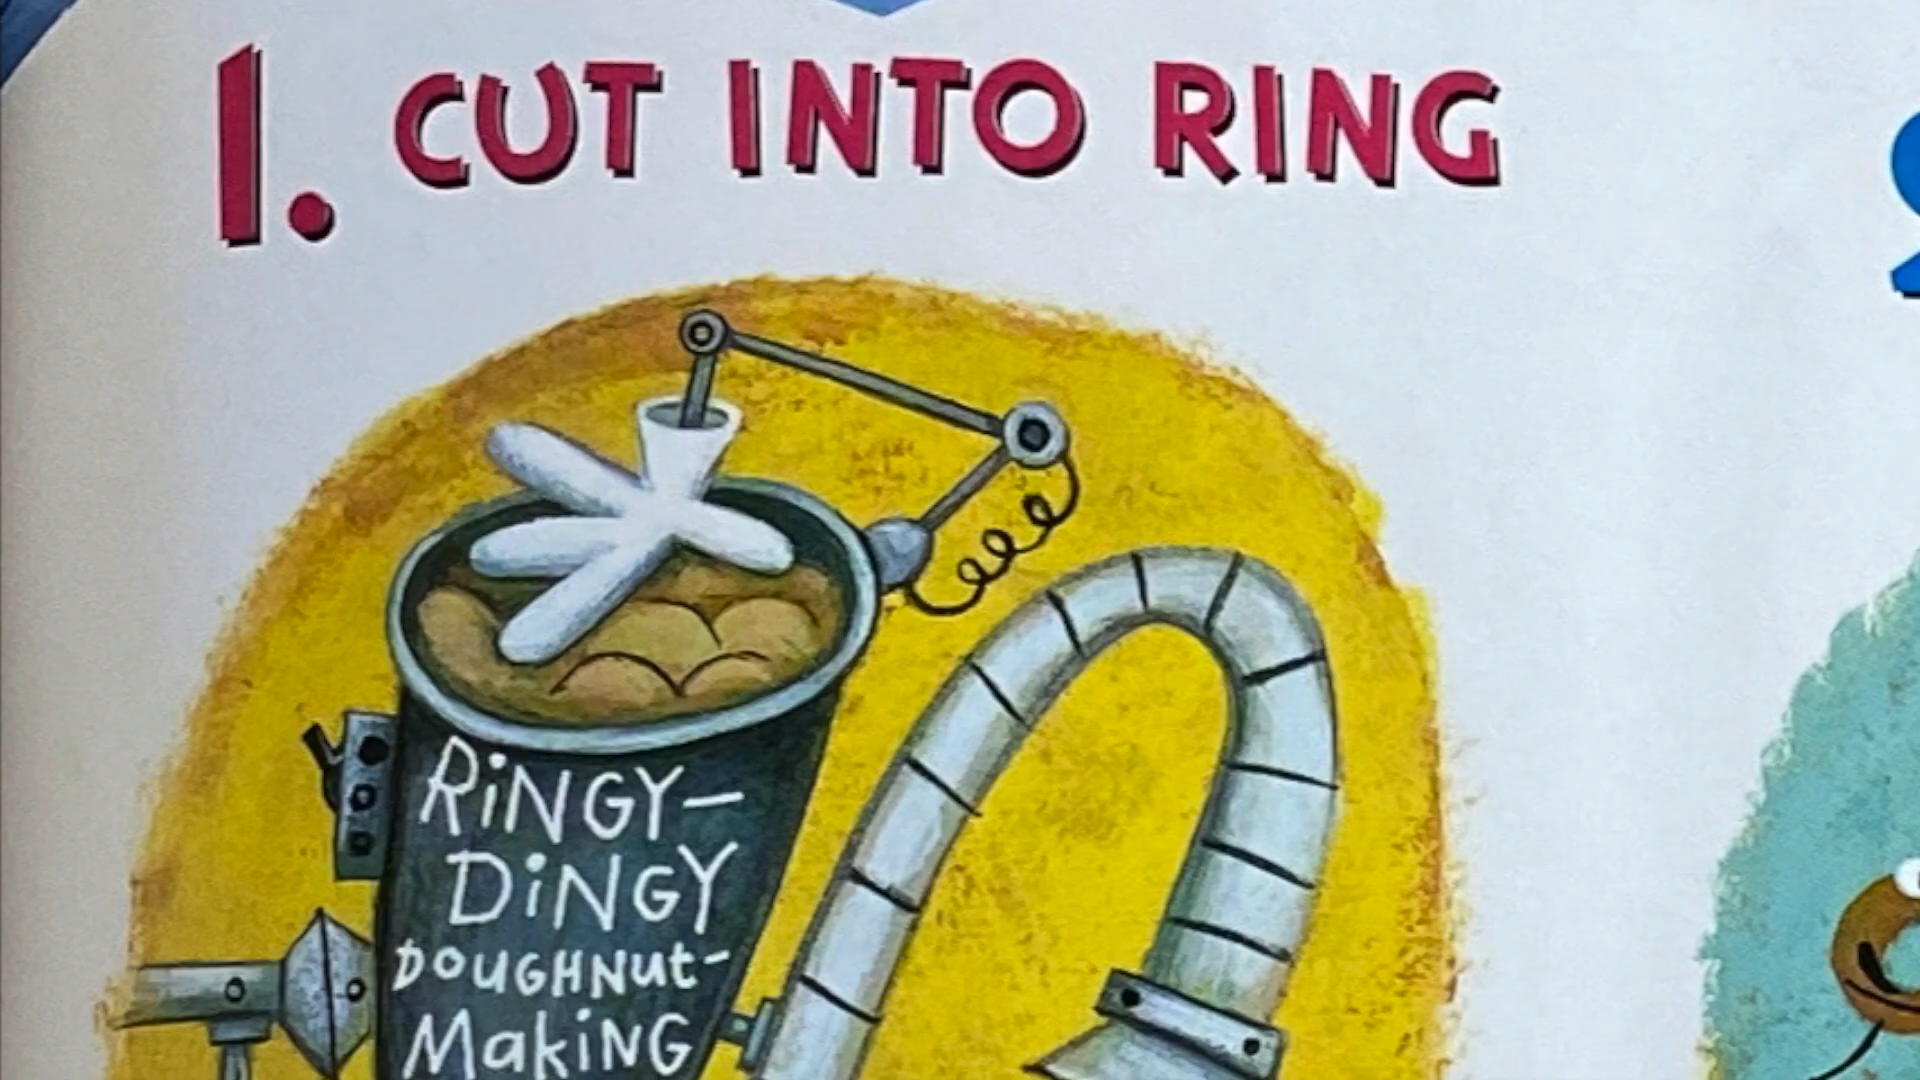 1. CUT INTO RING
RiNGY-
DiNGY
DOUGHNut-
MakiNG